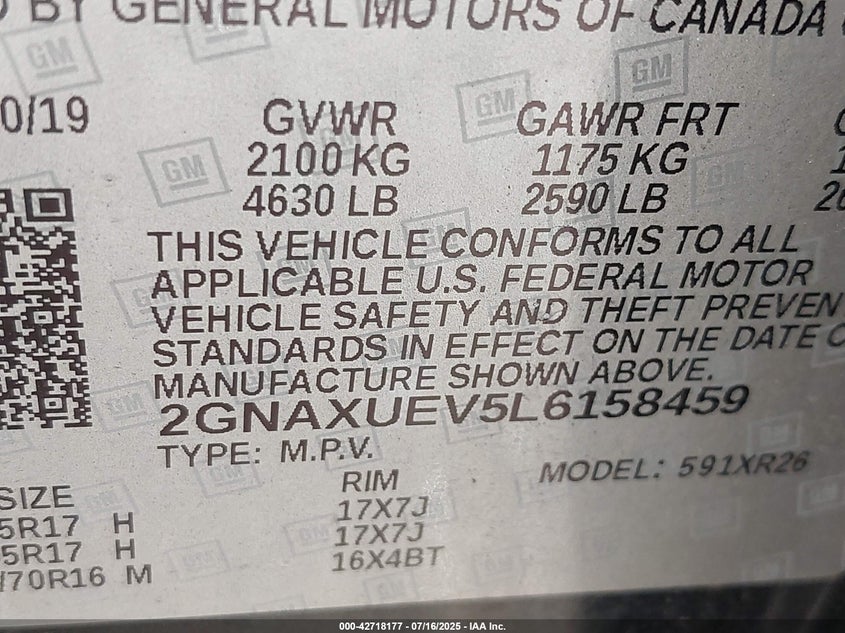 BY GENERAL MOTORS OF CANADA
GM
GM
GM
0/19 GVWR GAWR FRT
2100 KG 1175 KG
4630 LB 2590 LB
THIS VEHICLE CONFORMS TO ALL
APPLICABLE U.S. FEDERAL MOTOR
VEHICLE SAFETY AND THEFT PREVEN
STANDARDS IN EFFECT ON THE DATE O
MANUFACTURE SHOWN ABOVE.
2GNAXUEV5L6158459
TYPE: M.P.V. MODEL: 591XR26
SIZE RIM
5R17 H 17X7J
5R17 H 17X7J
/70R16 M 16X4BT
000-42718177 - 07/16/2025 - IAA Inc.